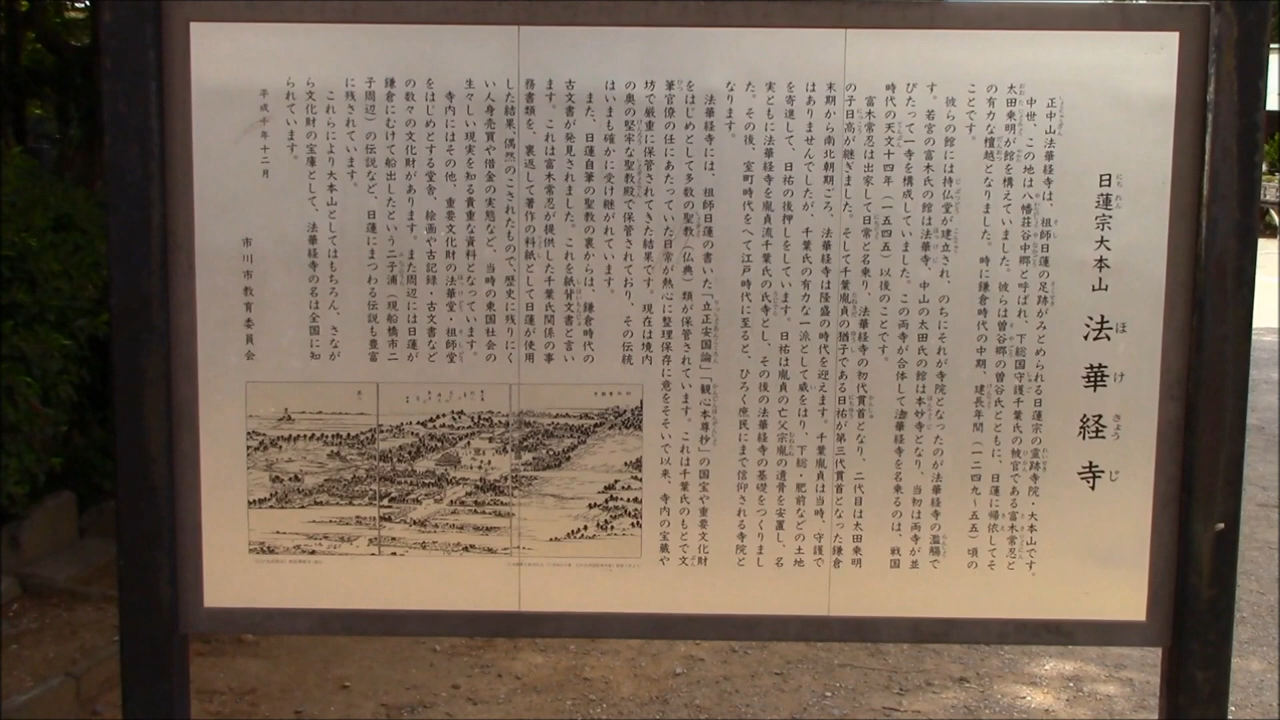 日蓮宗大本山 法華経寺
正中山法華経寺は、祖師日蓮の足跡がみとめられる日蓮宗の霊跡寺院・大本山です。
中世、この地は八幡荘谷中郷と呼ばれ、下総国守護千葉氏の被官である富木常忍と
太田乗明が館を構えていました。彼らは曽谷郷の曽谷氏とともに、日蓮に帰依してそ
の有力な檀越となりました。時に鎌倉時代の中期、建長年間（一二四九～五五）頃の
ことです。
彼らの館には持仏堂が建立され、のちにそれが寺院となったのが法華経寺の濫觴で
す。若宮の富木氏の館は法華寺、中山の太田氏の館は本妙寺となり、当初は両寺が並
びたって一寺を構成していました。この両寺が合体して法華経寺を名乗るのは、戦国
時代の天文十四年（一五四五）以後のことです。
富木常忍は出家して日常と名乗り、法華経寺の初代貫首となり、二代目は太田乗明
の子日高が継ぎました。そして千葉胤貞の猶子である日祐が第三代貫首となった鎌倉
末期から南北朝期ごろ、法華経寺は隆盛の時代を迎えます。千葉胤貞は当時、守護で
はありませんでしたが、千葉氏の有力な一派として威をはり、下総・肥前などの土地
を寄進して、日祐の後押しをしています。日祐は胤貞の亡父宗胤の遺骨を安置し、名
実ともに法華経寺を胤貞流千葉氏の氏寺とし、その後の法華経寺の基礎をつくりまし
た。その後、室町時代をへて江戸時代に至ると、ひろく庶民にまで信仰される寺院と
なります。
法華経寺には、祖師日蓮の書いた「立正安国論」「観心本尊抄」の国宝や重要文化財
をはじめとして多数の聖教（仏典）類が保管されています。これは千葉氏のもとで文
筆官僚の任にあたっていた日常が熱心に整理保存に意をそそいで以来、寺内の宝蔵や
坊で厳重に保管されてきた結果です。現在は境内
の奥の堅牢な聖教殿で保管されており、その伝統
はいまも確かに受け継がれています。
また、日蓮自筆の聖教の裏からは、鎌倉時代の
古文書が発見されました。これを紙背文書と言い
ます。これは富木常忍が提供した千葉氏関係の事
務書類を、裏返して著作の料紙として日蓮が使用
した結果、偶然のこされたもので、歴史に残りにく
い人身売買や借金の実態など、当時の東国社会の
生々しい現実を知る貴重な資料となっています。
寺内にはその他、重要文化財の法華堂・祖師堂
をはじめとする堂舎、絵画や古記録・古文書など
の数々の文化財があります。また周辺には日蓮が
鎌倉にむけて船出したという二子浦（現船橋市二
子周辺）の伝説など、日蓮にまつわる伝説も豊富
に残されています。
これらにより大本山としてはもちろん、さなが
ら文化財の宝庫として、法華経寺の名は全国に知
られています。
平成二十年十二月
市川市教育委員会